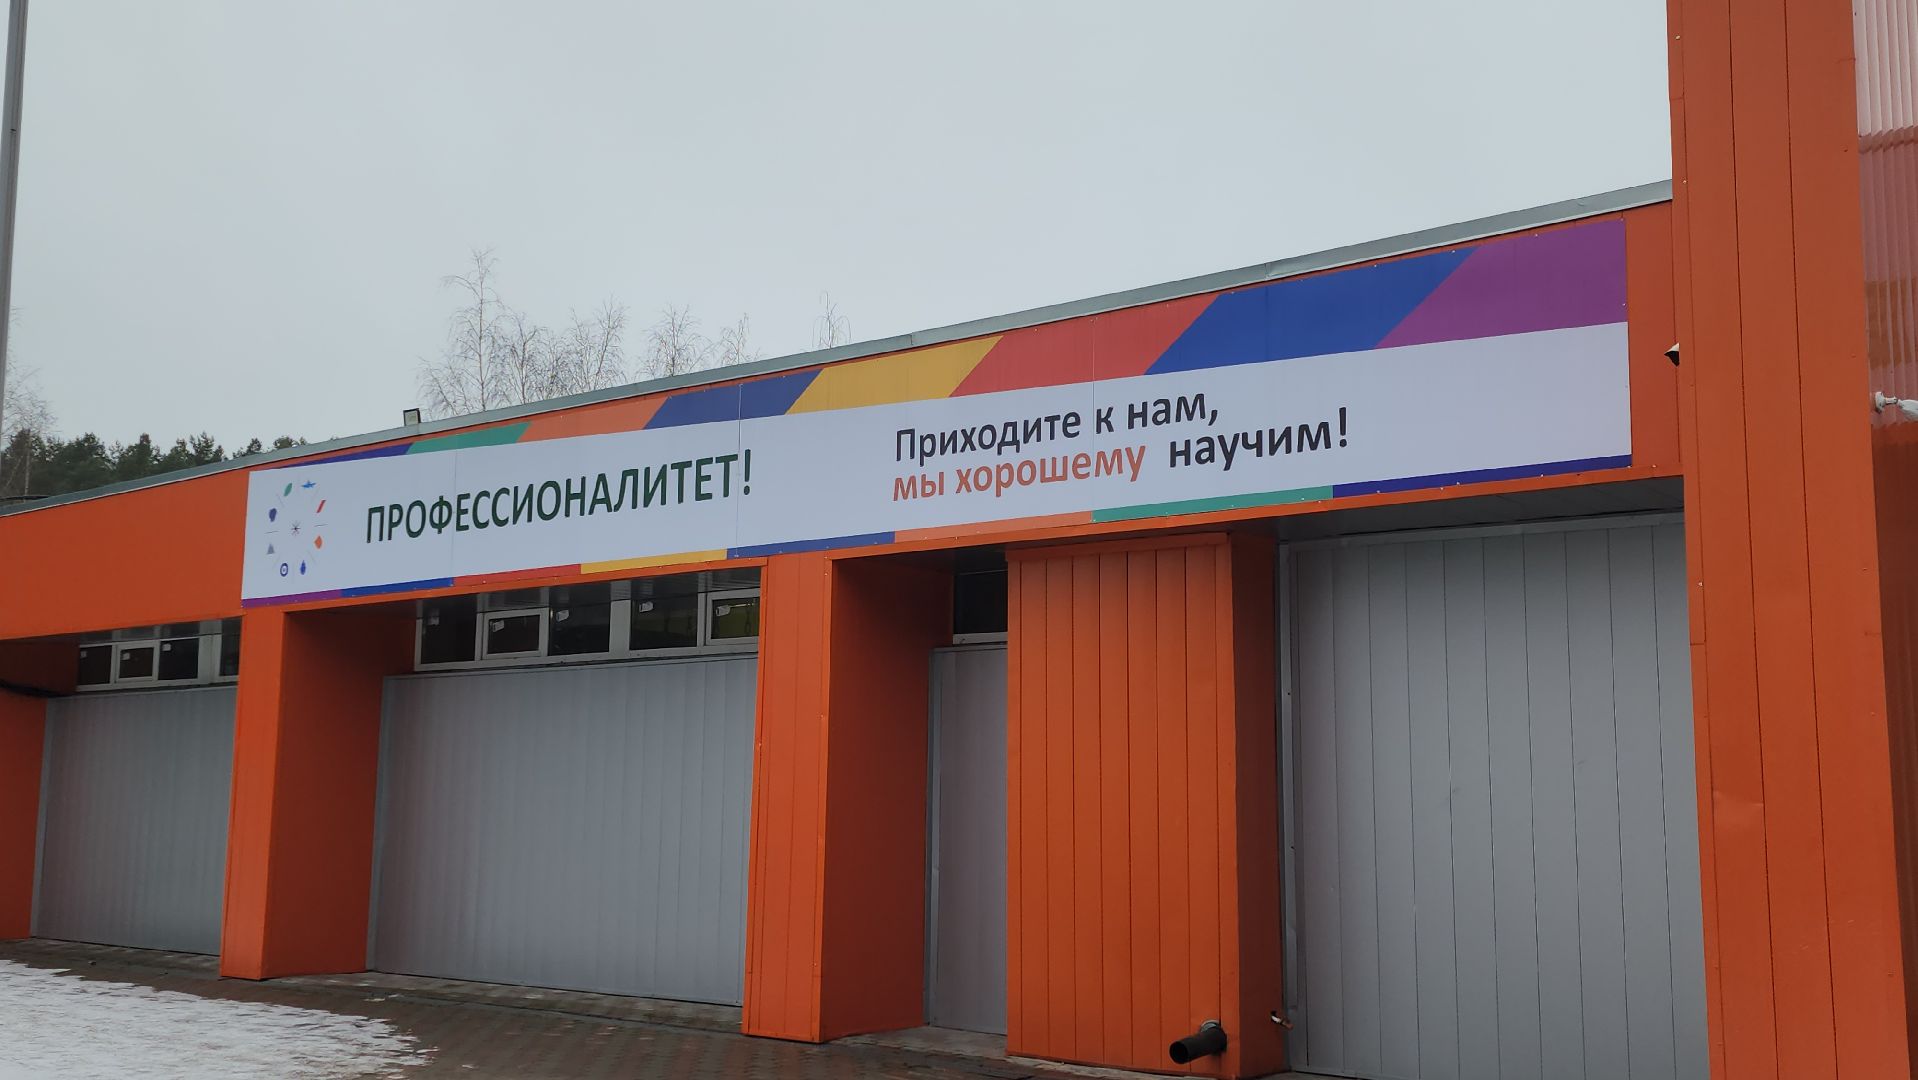 ПРОФЕССИОНАЛИТЕТ!
Приходите к нам,
мы хорошему научим!